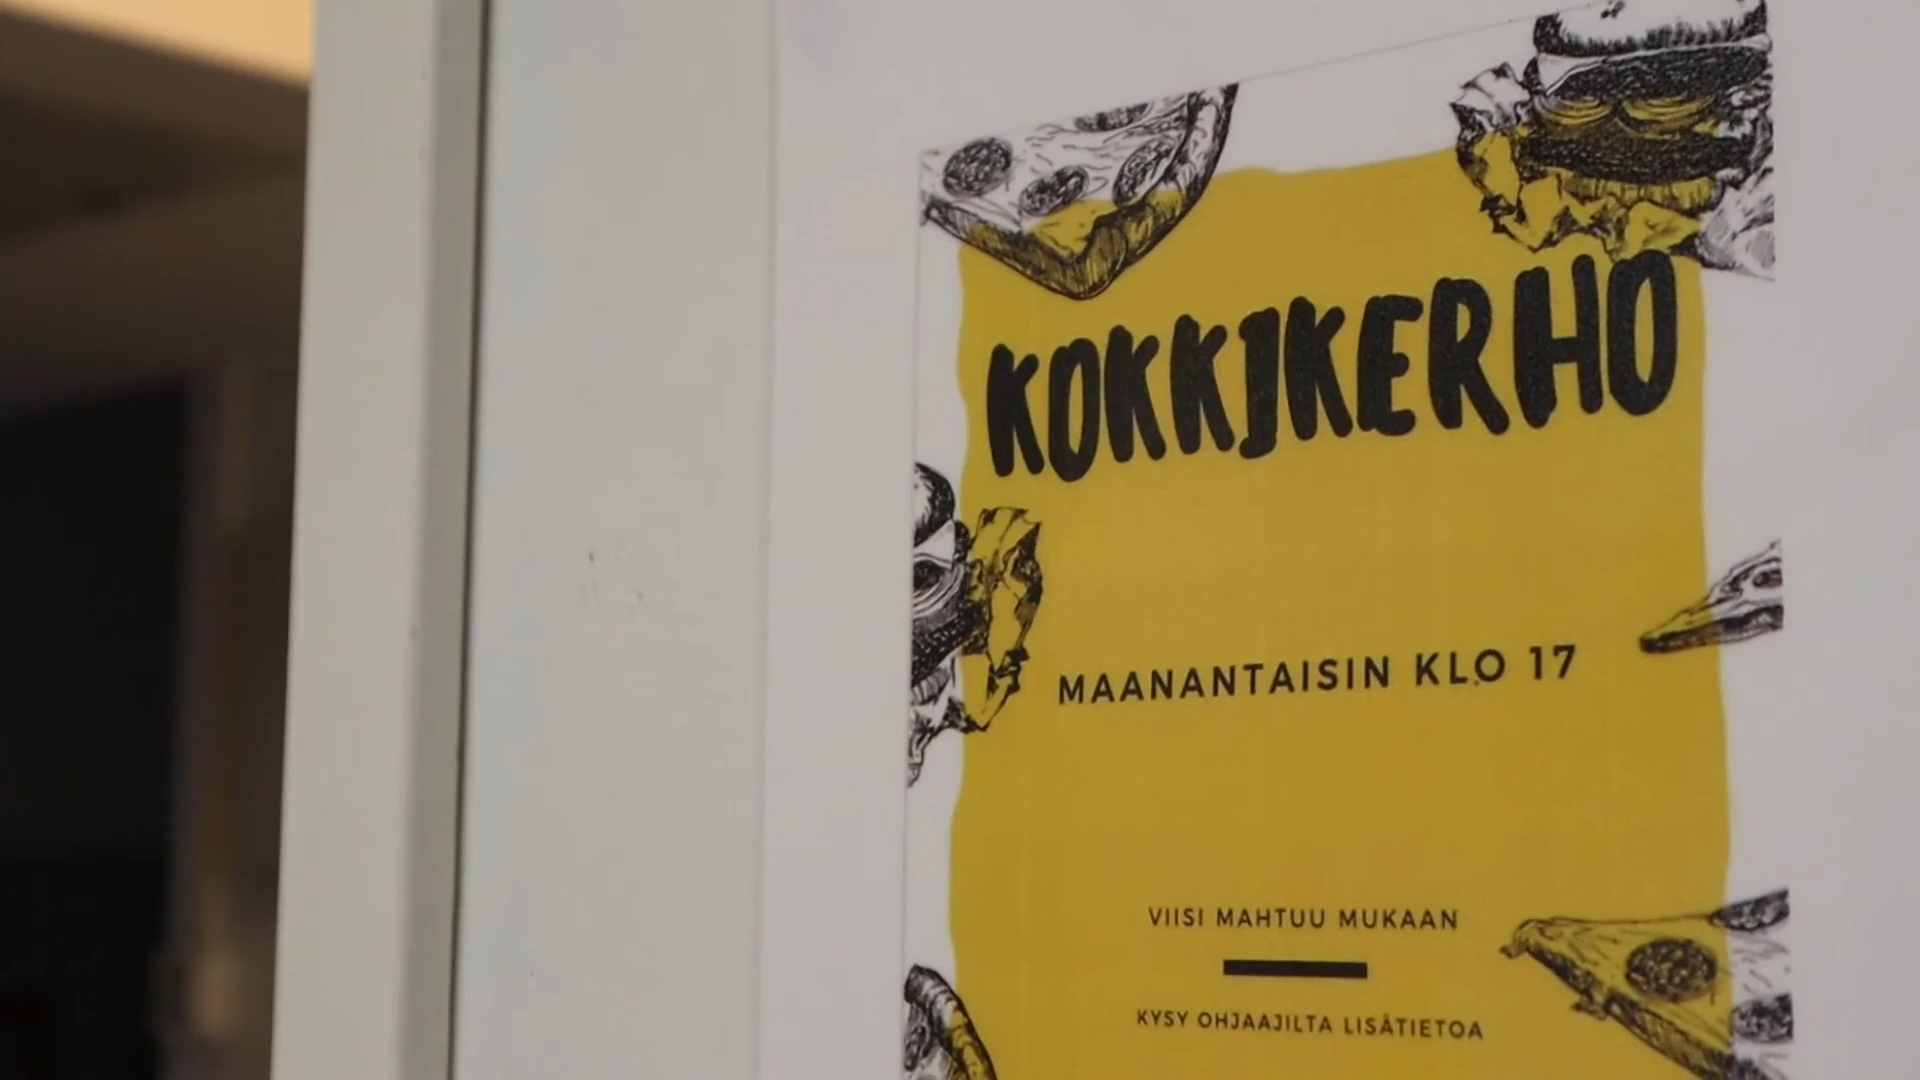 KOKKIKERHO
MAANANTAISIN KLO 17
VIISI MAHTUU MUKAAN
KYSY OHJAAJILTA LISÄTIETOA